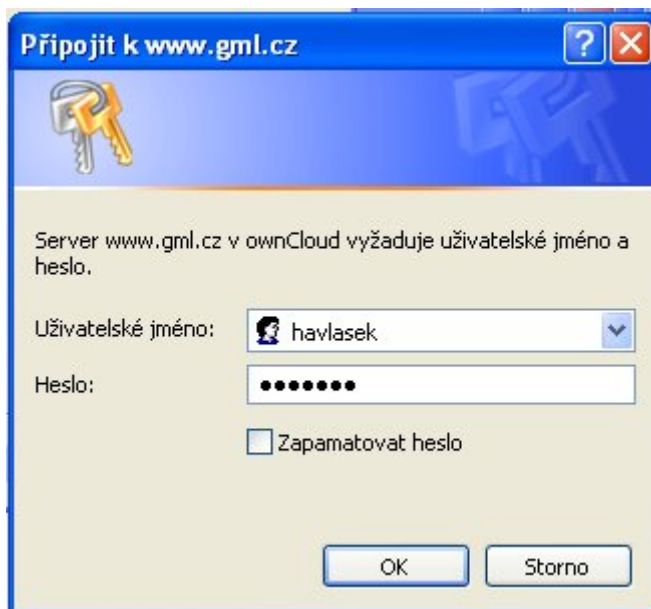 Připojit k www.gml.cz
Server www.gml.cz v ownCloud vyžaduje uživatelské jméno a
heslo.
Uživatelské jméno: havlasek
Heslo: •••••••
Zapamatovat heslo
OK Storno